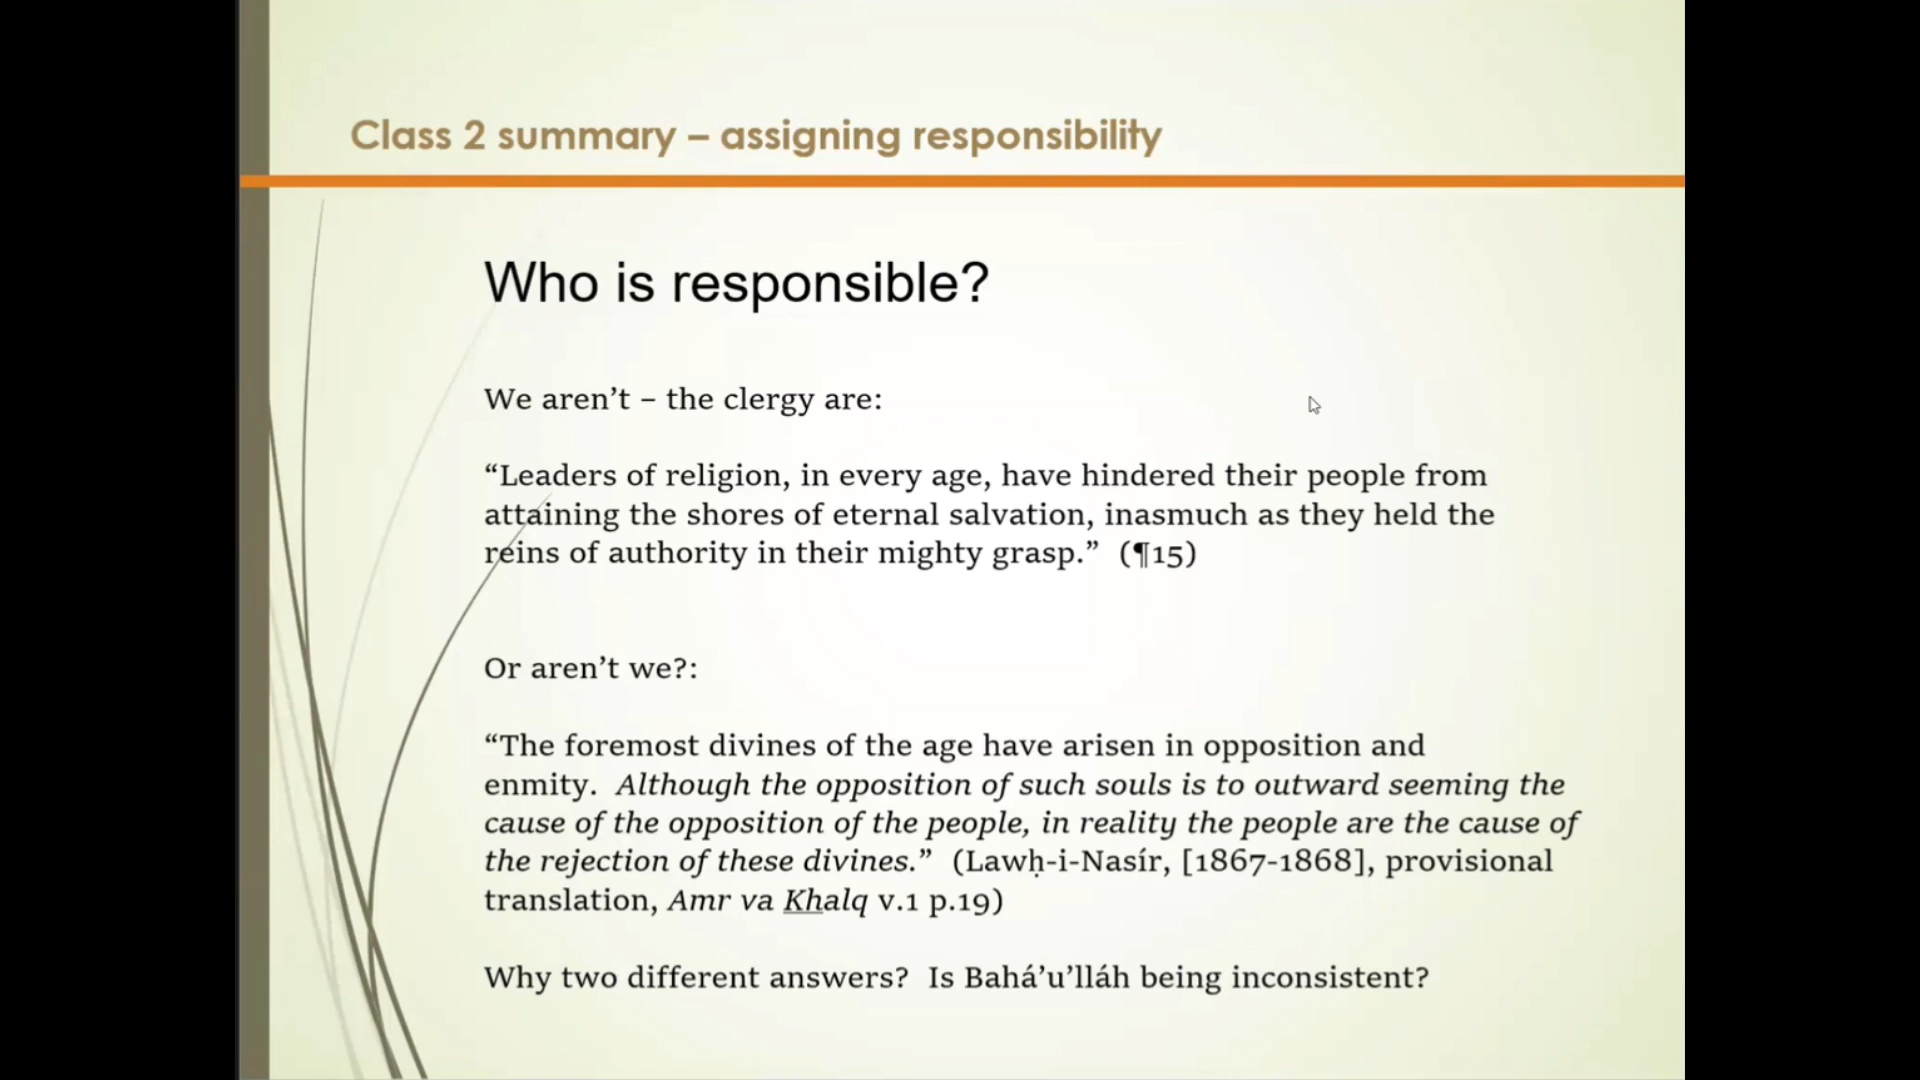 Class 2 summary – assigning responsibility
Who is responsible?
We aren’t – the clergy are:
“Leaders of religion, in every age, have hindered their people from
attaining the shores of eternal salvation, inasmuch as they held the
reins of authority in their mighty grasp.”  (¶15)
Or aren’t we?:
“The foremost divines of the age have arisen in opposition and
enmity.  Although the opposition of such souls is to outward seeming the
cause of the opposition of the people, in reality the people are the cause of
the rejection of these divines.”  (Lawḥ-i-Nasír, [1867-1868], provisional
translation, Amr va Khalq v.1 p.19)
Why two different answers?  Is Bahá’u’lláh being inconsistent?